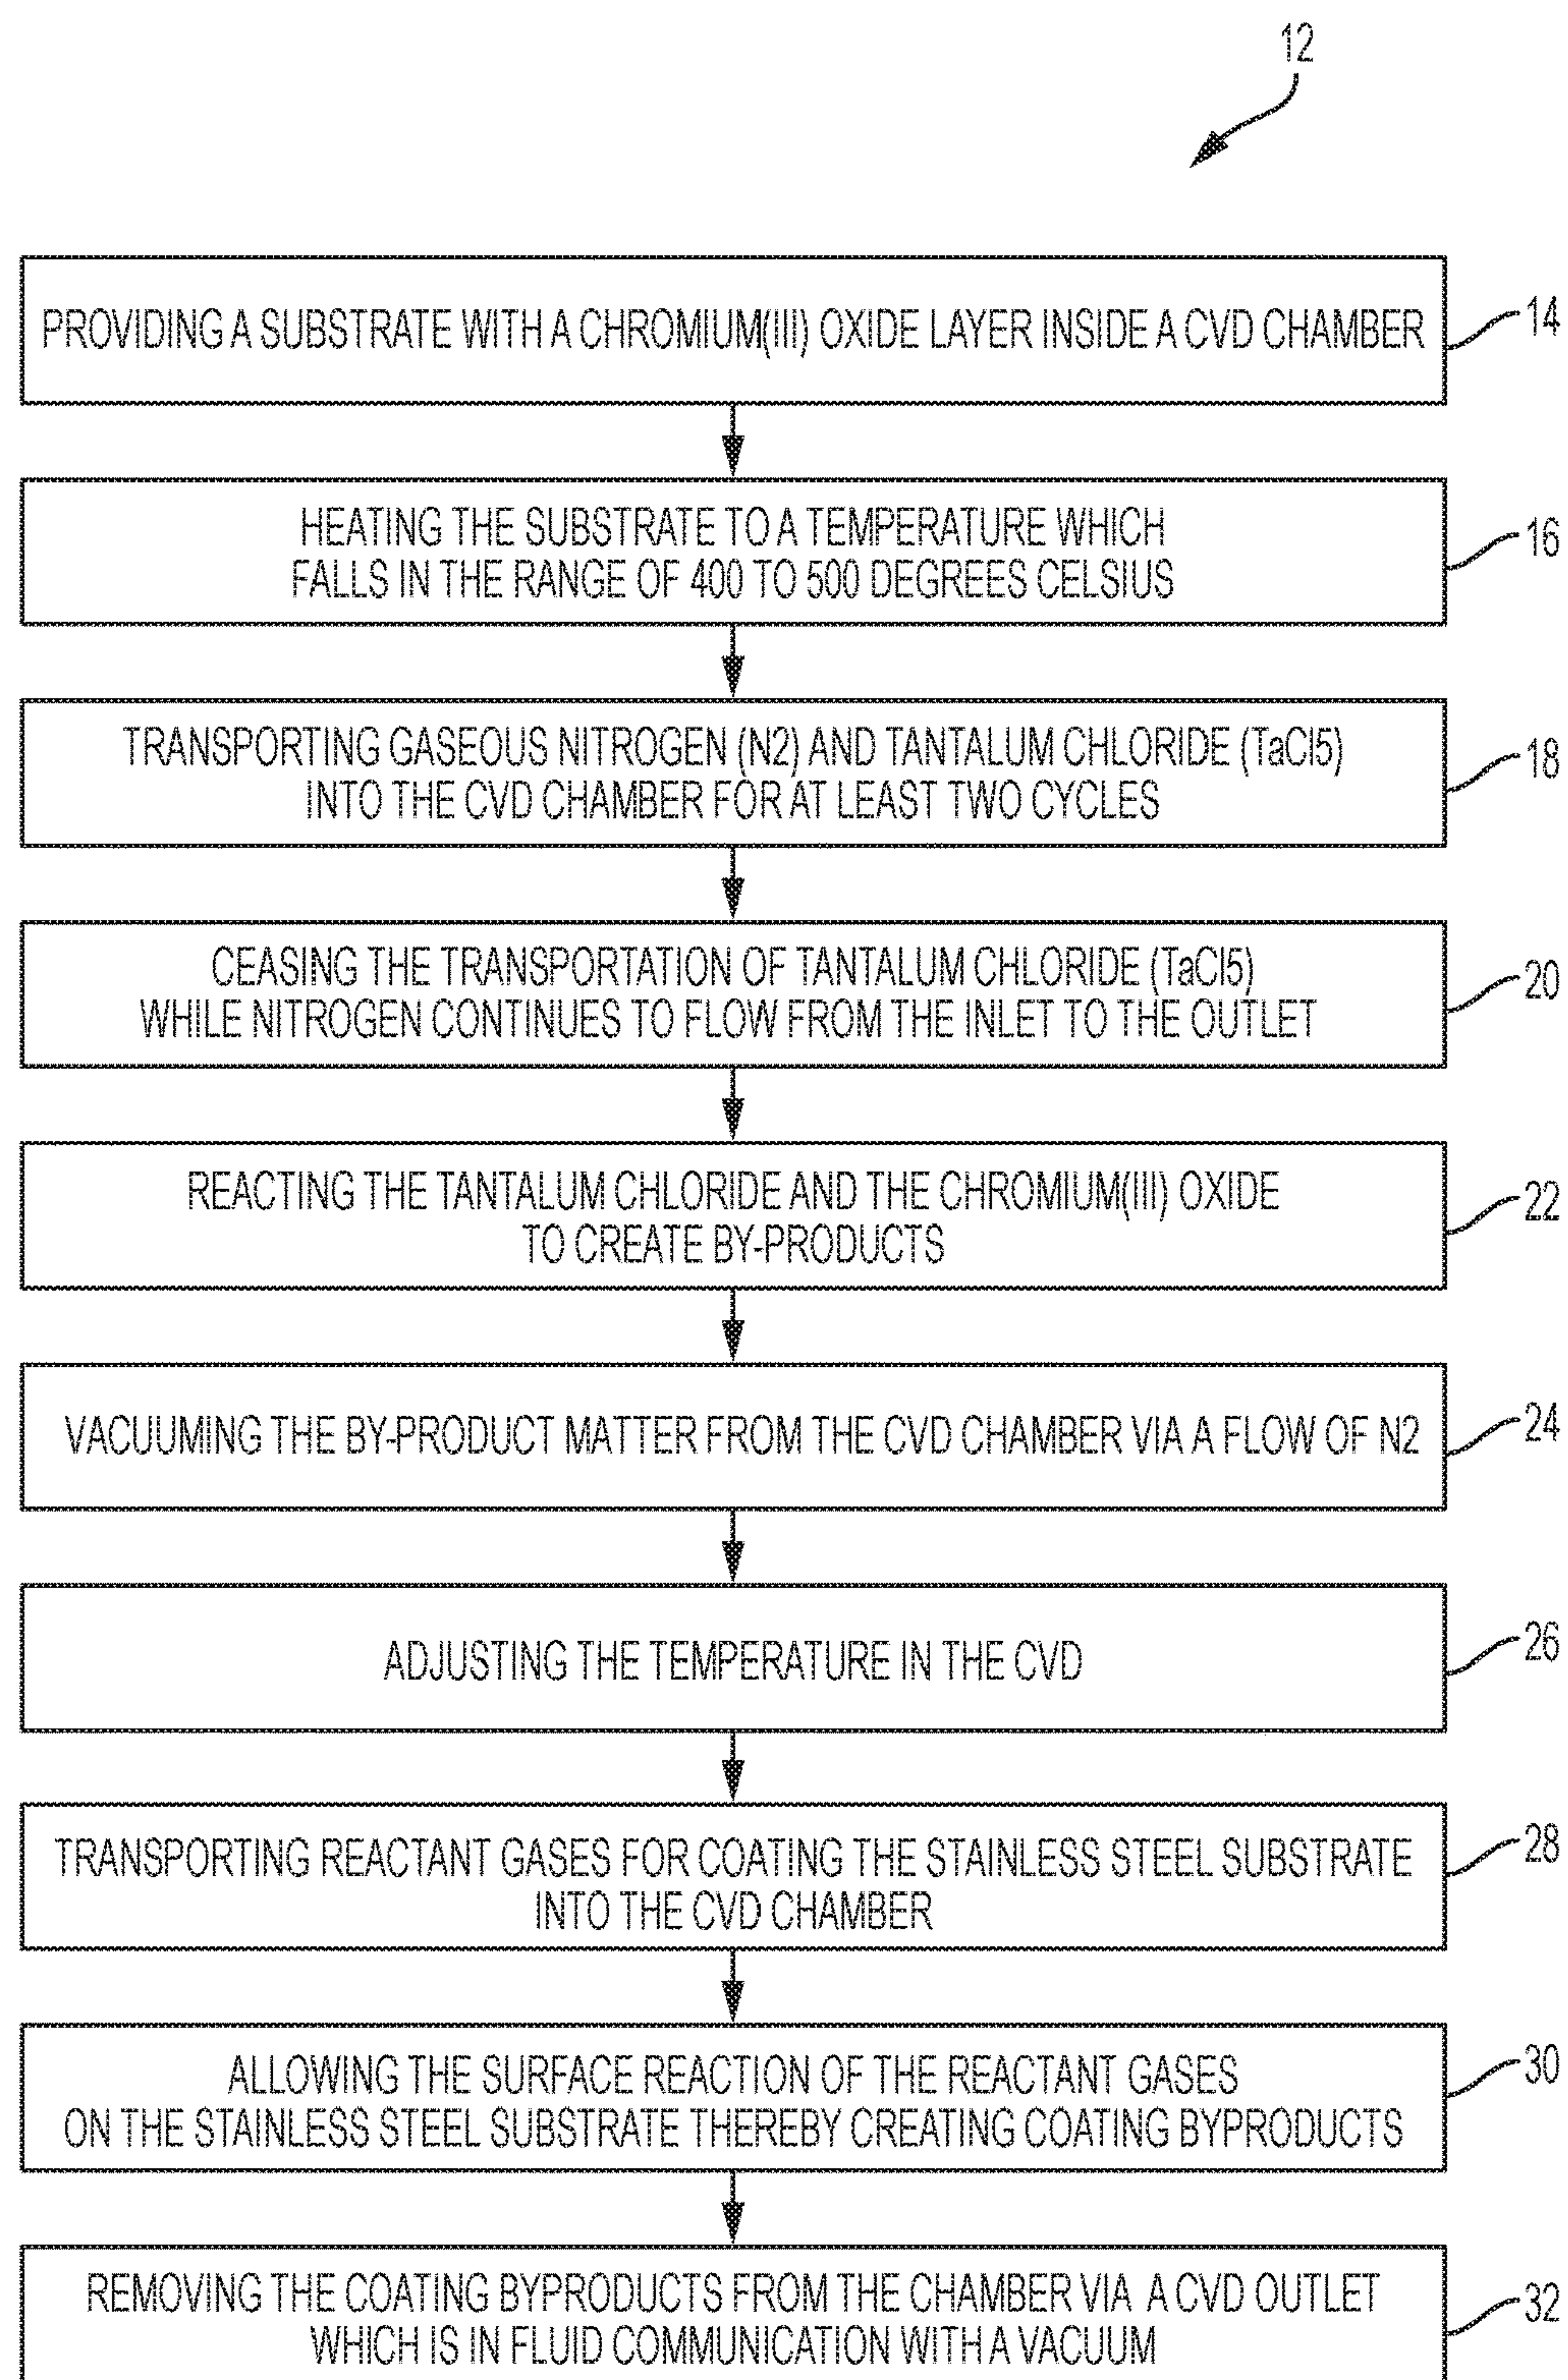 12
PROVIDING A SUBSTRATE WITH A CHROMIUM(III) OXIDE LAYER INSIDE A CVD CHAMBER
14
HEATING THE SUBSTRATE TO A TEMPERATURE WHICH
FALLS IN THE RANGE OF 400 TO 500 DEGREES CELSIUS
16
TRANSPORTING GASEOUS NITROGEN (N2) AND TANTALUM CHLORIDE (TaCl5)
INTO THE CVD CHAMBER FOR AT LEAST TWO CYCLES
18
CEASING THE TRANSPORTATION OF TANTALUM CHLORIDE (TaCl5)
WHILE NITROGEN CONTINUES TO FLOW FROM THE INLET TO THE OUTLET
20
REACTING THE TANTALUM CHLORIDE AND THE CHROMIUM(III) OXIDE
TO CREATE BY-PRODUCTS
22
VACUUMING THE BY-PRODUCT MATTER FROM THE CVD CHAMBER VIA A FLOW OF N2
24
ADJUSTING THE TEMPERATURE IN THE CVD
26
TRANSPORTING REACTANT GASES FOR COATING THE STAINLESS STEEL SUBSTRATE
INTO THE CVD CHAMBER
28
ALLOWING THE SURFACE REACTION OF THE REACTANT GASES
ON THE STAINLESS STEEL SUBSTRATE THEREBY CREATING COATING BYPRODUCTS
30
REMOVING THE COATING BYPRODUCTS FROM THE CHAMBER VIA A CVD OUTLET
WHICH IS IN FLUID COMMUNICATION WITH A VACUUM
32